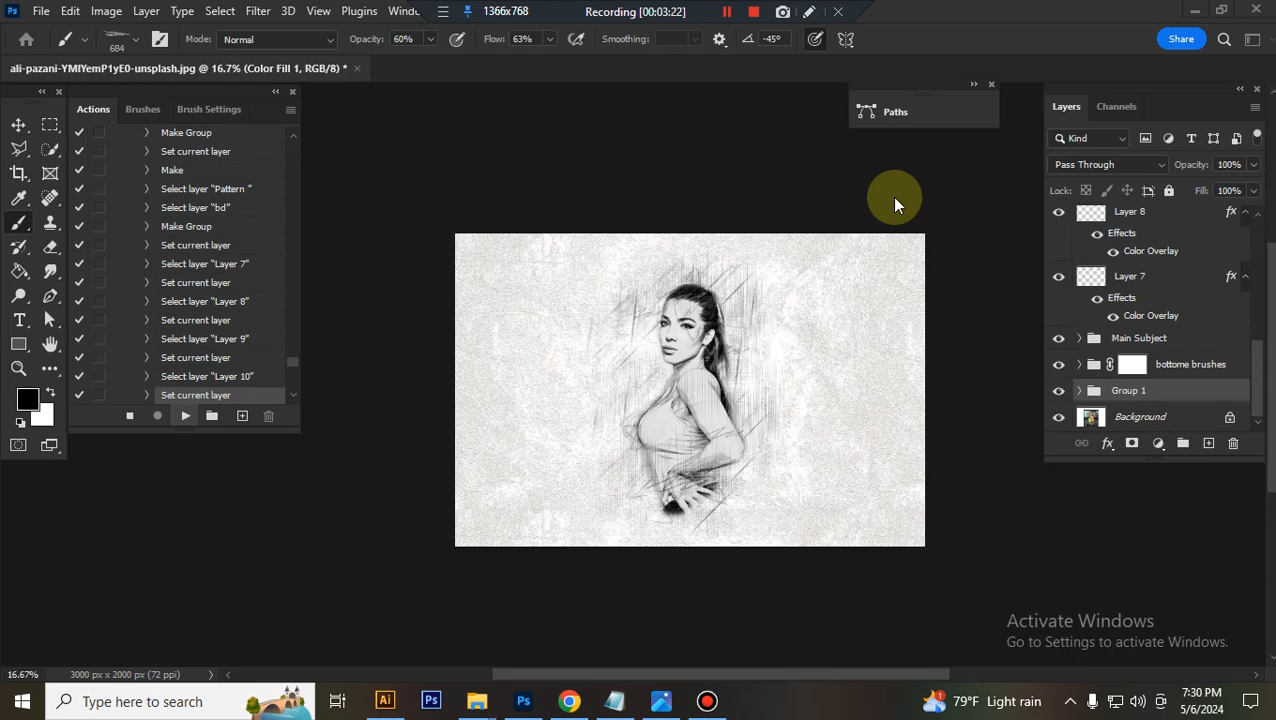 1366x768
Recording [00:03:22]
Ps File Edit Image Layer Type Select Filter 3D View Plugins
684
Mode: Normal
Opacity: 60%
Flow: 63%
Smoothing:
-45°
Share
ali-pazani-YMlYemP1yE0-unsplash.jpg @ 16.7% (Color Fill 1, RGB/8) *
Actions
Brushes
Brush Settings
Make Group
Set current layer
Make
Select layer “Pattern ”
Select layer “bd”
Make Group
Set current layer
Select layer “Layer 7”
Set current layer
Select layer “Layer 8”
Set current layer
Select layer “Layer 9”
Set current layer
Select layer “Layer 10”
Set current layer
Paths
Layers
Channels
Kind
Pass Through
Opacity: 100%
Lock:
Fill: 100%
Layer 8
fx
Effects
Color Overlay
Layer 7
fx
Effects
Color Overlay
Main Subject
bottome brushes
Group 1
Background
fx
Activate Windows
Go to Settings to activate Windows.
16.67%
3000 px x 2000 px (72 ppi)
Type here to search
Ai
Ps
Ps
1
79°F Light rain
7:30 PM
5/6/2024